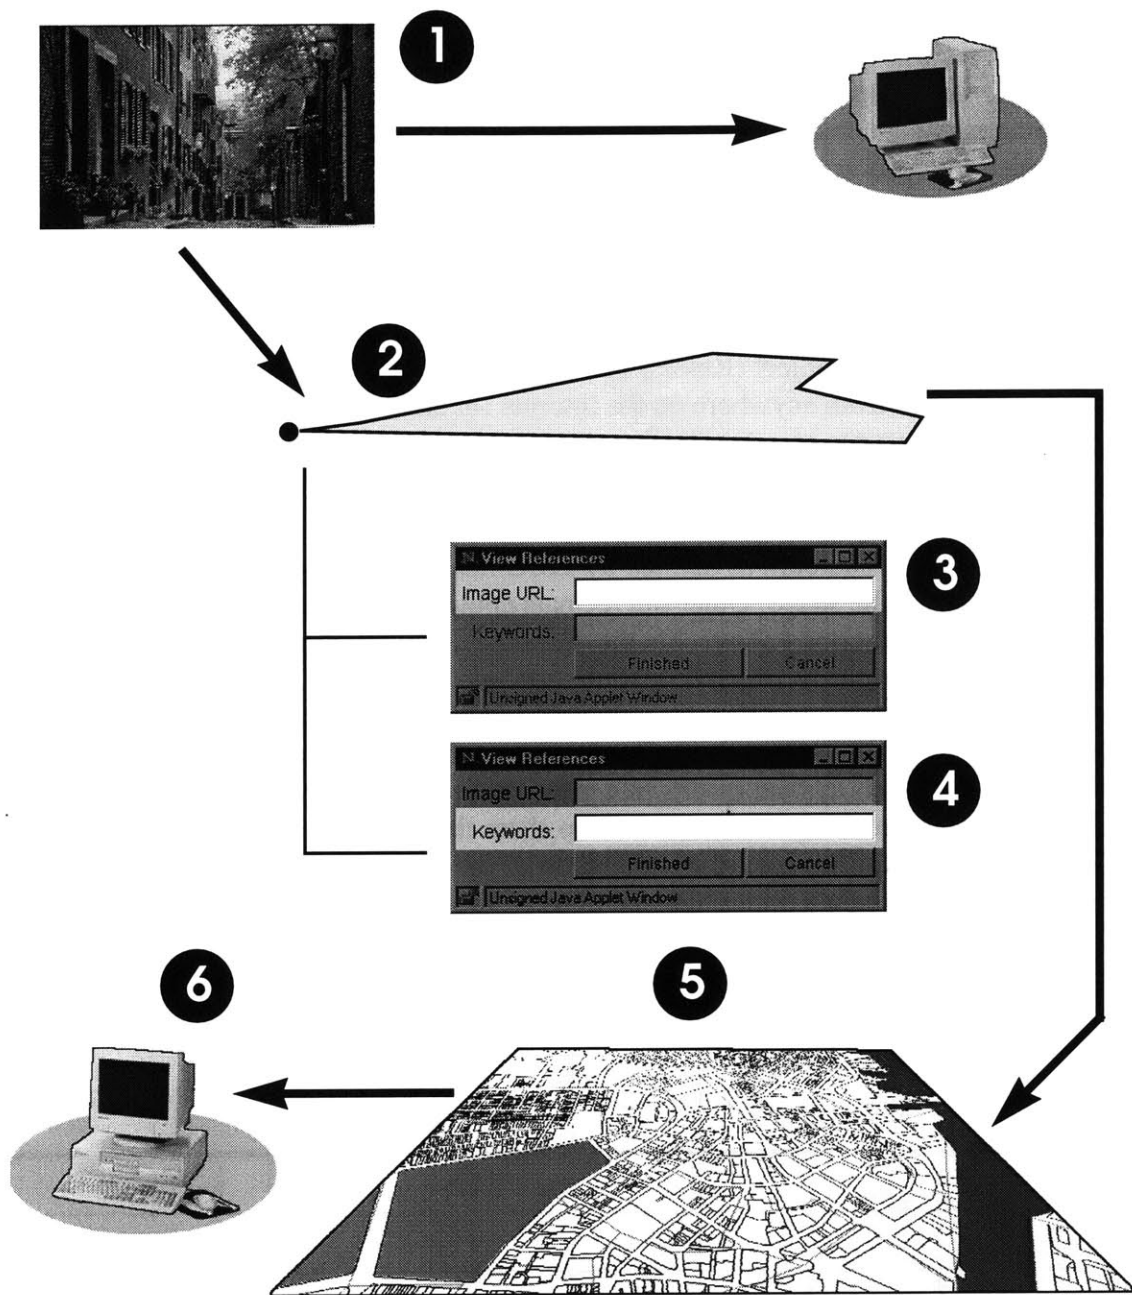 1
2
N View References
Image URL:
Keywords:
Finished Cancel
Unsigned Java Applet Window
3
N View References
Image URL:
Keywords:
Finished Cancel
Unsigned Java Applet Window
4
5
6